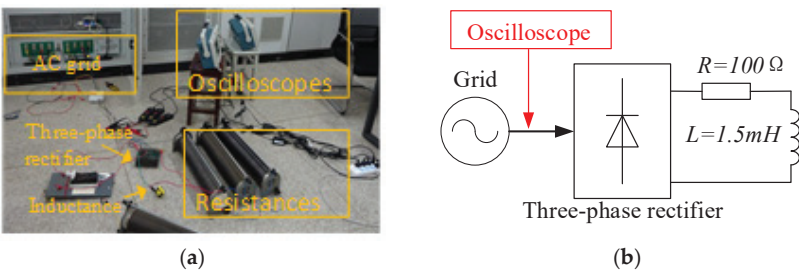 AC grid
Oscilloscopes
Three-phase
rectifier
Inductance
Resistances
(a)
Oscilloscope
Grid
R=100 Ω
L=1.5mH
Three-phase rectifier
(b)